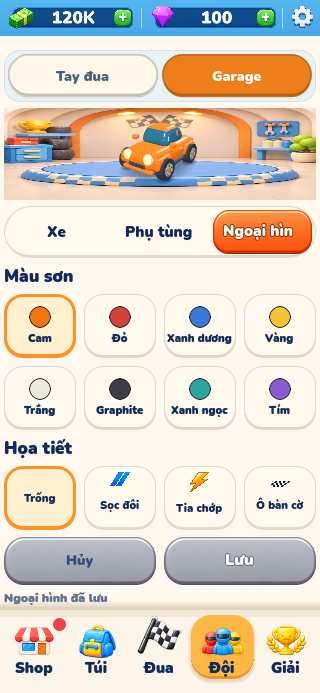 120K
100
Tay đua
Garage
Xe
Phụ tùng
Ngoại hìn
Màu sơn
Cam
Đỏ
Xanh dương
Vàng
Trắng
Graphite
Xanh ngọc
Tím
Họa tiết
Trống
Sọc đôi
Tia chớp
Ô bàn cờ
Hủy
Lưu
Ngoại hình đã lưu
Shop
Túi
Đua
Đội
Giải